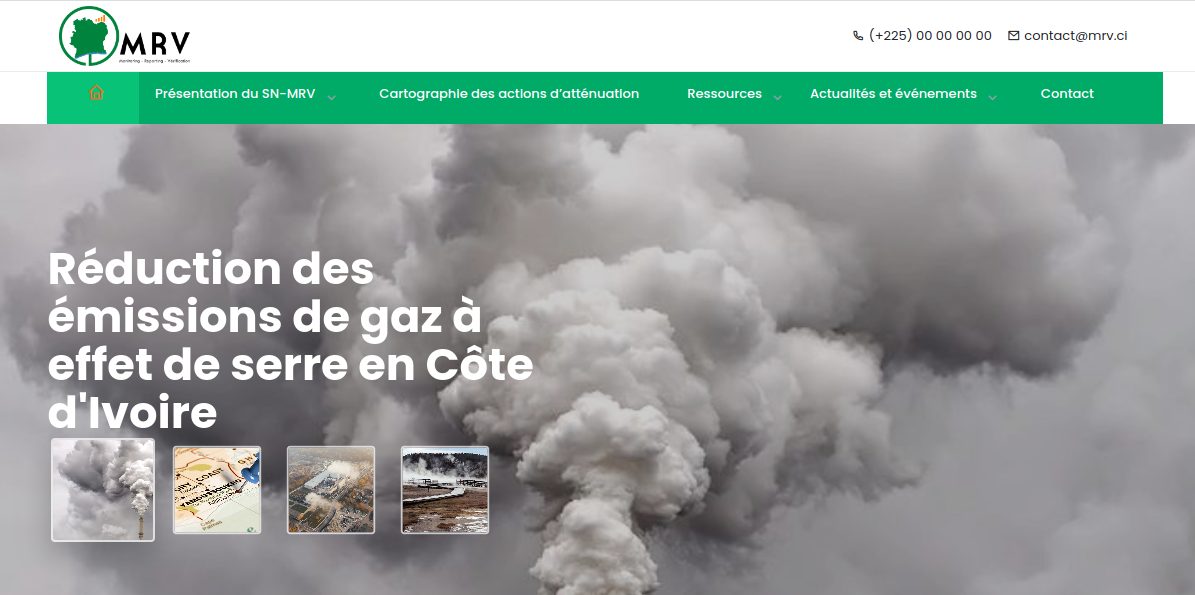 MRV
Monitoring - Reporting - Vérification
(+225) 00 00 00 00
contact@mrv.ci
Présentation du SN-MRV
Cartographie des actions d’atténuation
Ressources
Actualités et événements
Contact
Réduction des
émissions de gaz à
effet de serre en Côte
d'Ivoire
COAST